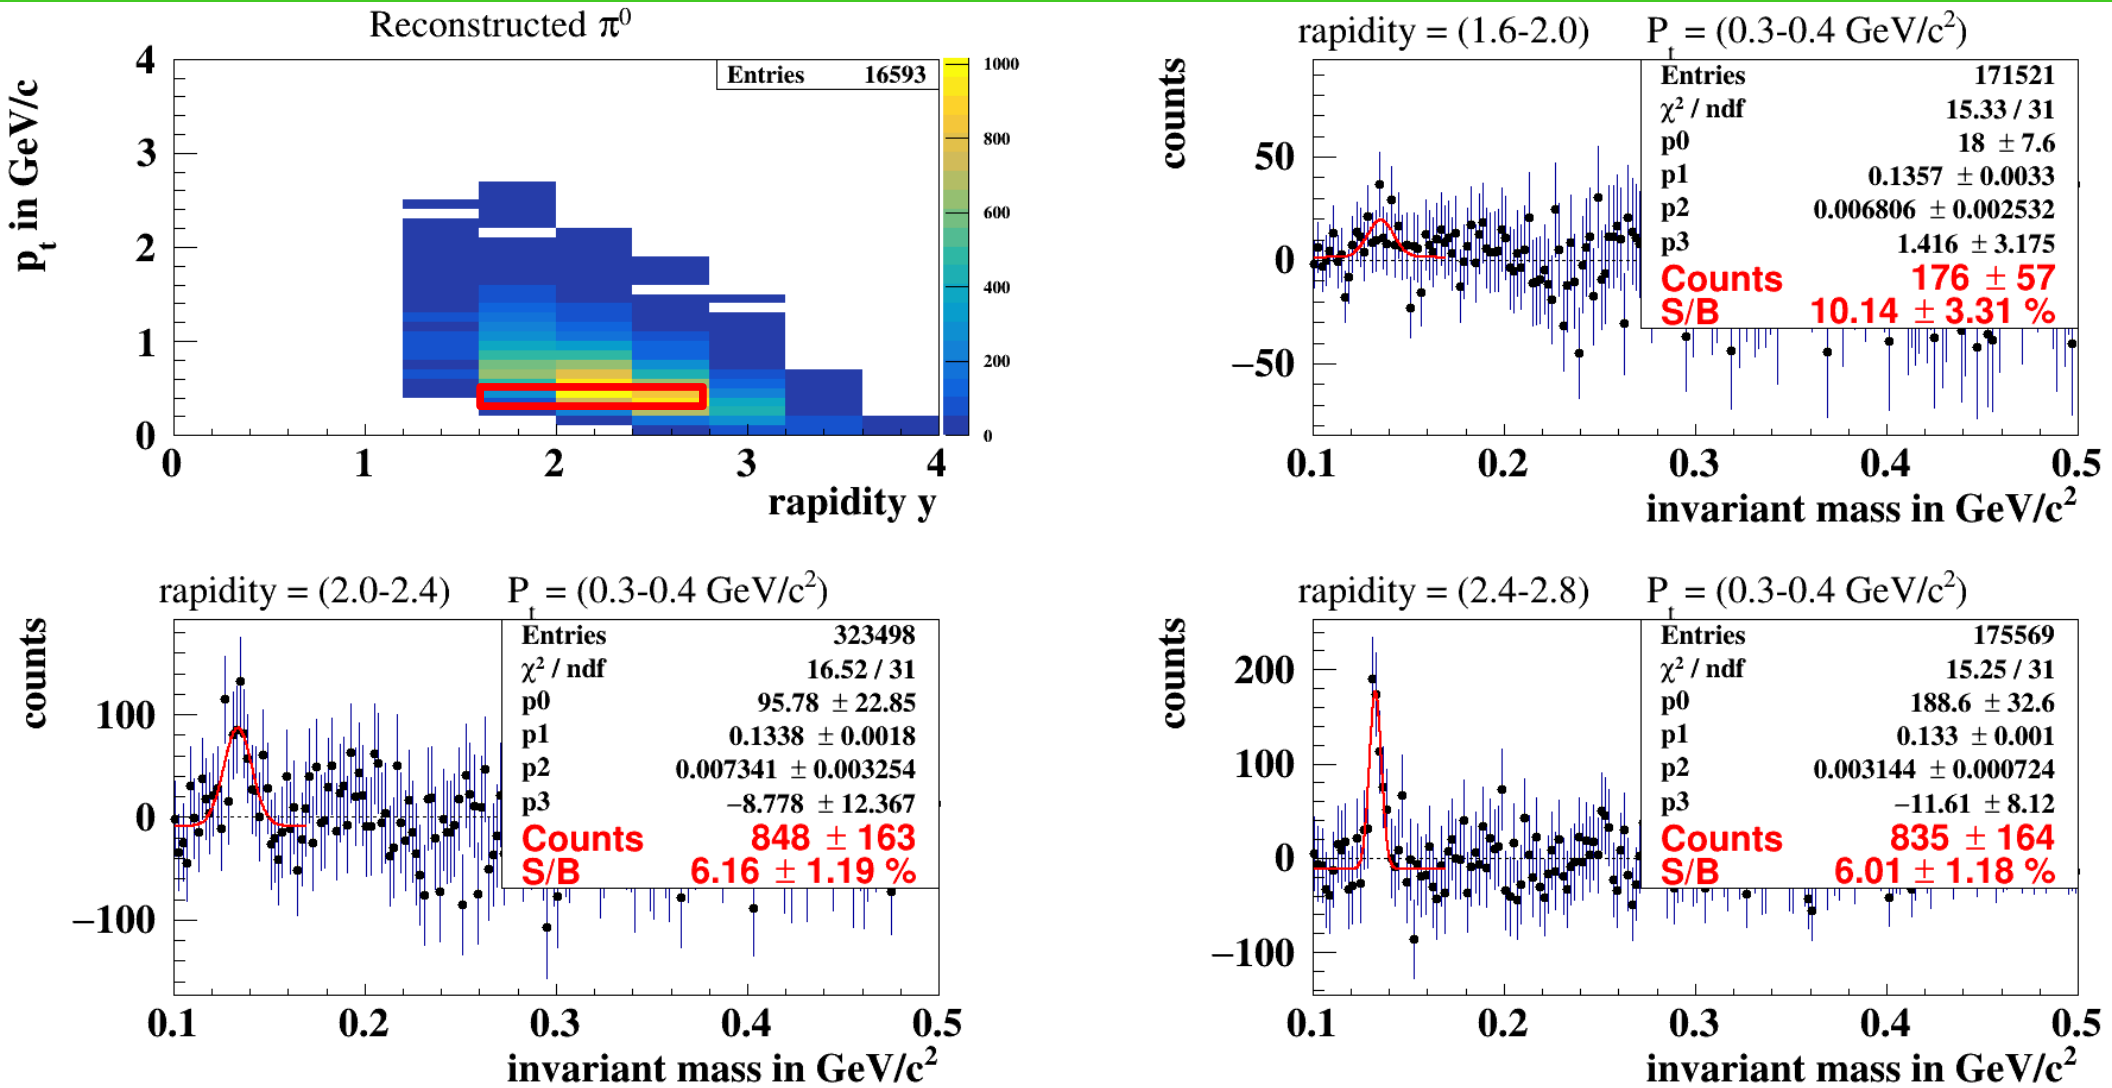 Reconstructed π⁰
Entries 16593
p_t in GeV/c
4
3
2
1
0
0 1 2 3 4
rapidity y
1000
800
600
400
200
0
rapidity = (1.6-2.0) P_t = (0.3-0.4 GeV/c²)
counts
50
0
−50
Entries 171521
χ² / ndf 15.33 / 31
p0 18 ± 7.6
p1 0.1357 ± 0.0033
p2 0.006806 ± 0.002532
p3 1.416 ± 3.175
Counts 176 ± 57
S/B 10.14 ± 3.31 %
0.1 0.2 0.3 0.4 0.5
invariant mass in GeV/c²
rapidity = (2.0-2.4) P_t = (0.3-0.4 GeV/c²)
counts
100
0
−100
Entries 323498
χ² / ndf 16.52 / 31
p0 95.78 ± 22.85
p1 0.1338 ± 0.0018
p2 0.007341 ± 0.003254
p3 −8.778 ± 12.367
Counts 848 ± 163
S/B 6.16 ± 1.19 %
0.1 0.2 0.3 0.4 0.5
invariant mass in GeV/c²
rapidity = (2.4-2.8) P_t = (0.3-0.4 GeV/c²)
counts
200
100
0
−100
Entries 175569
χ² / ndf 15.25 / 31
p0 188.6 ± 32.6
p1 0.133 ± 0.001
p2 0.003144 ± 0.000724
p3 −11.61 ± 8.12
Counts 835 ± 164
S/B 6.01 ± 1.18 %
0.1 0.2 0.3 0.4 0.5
invariant mass in GeV/c²